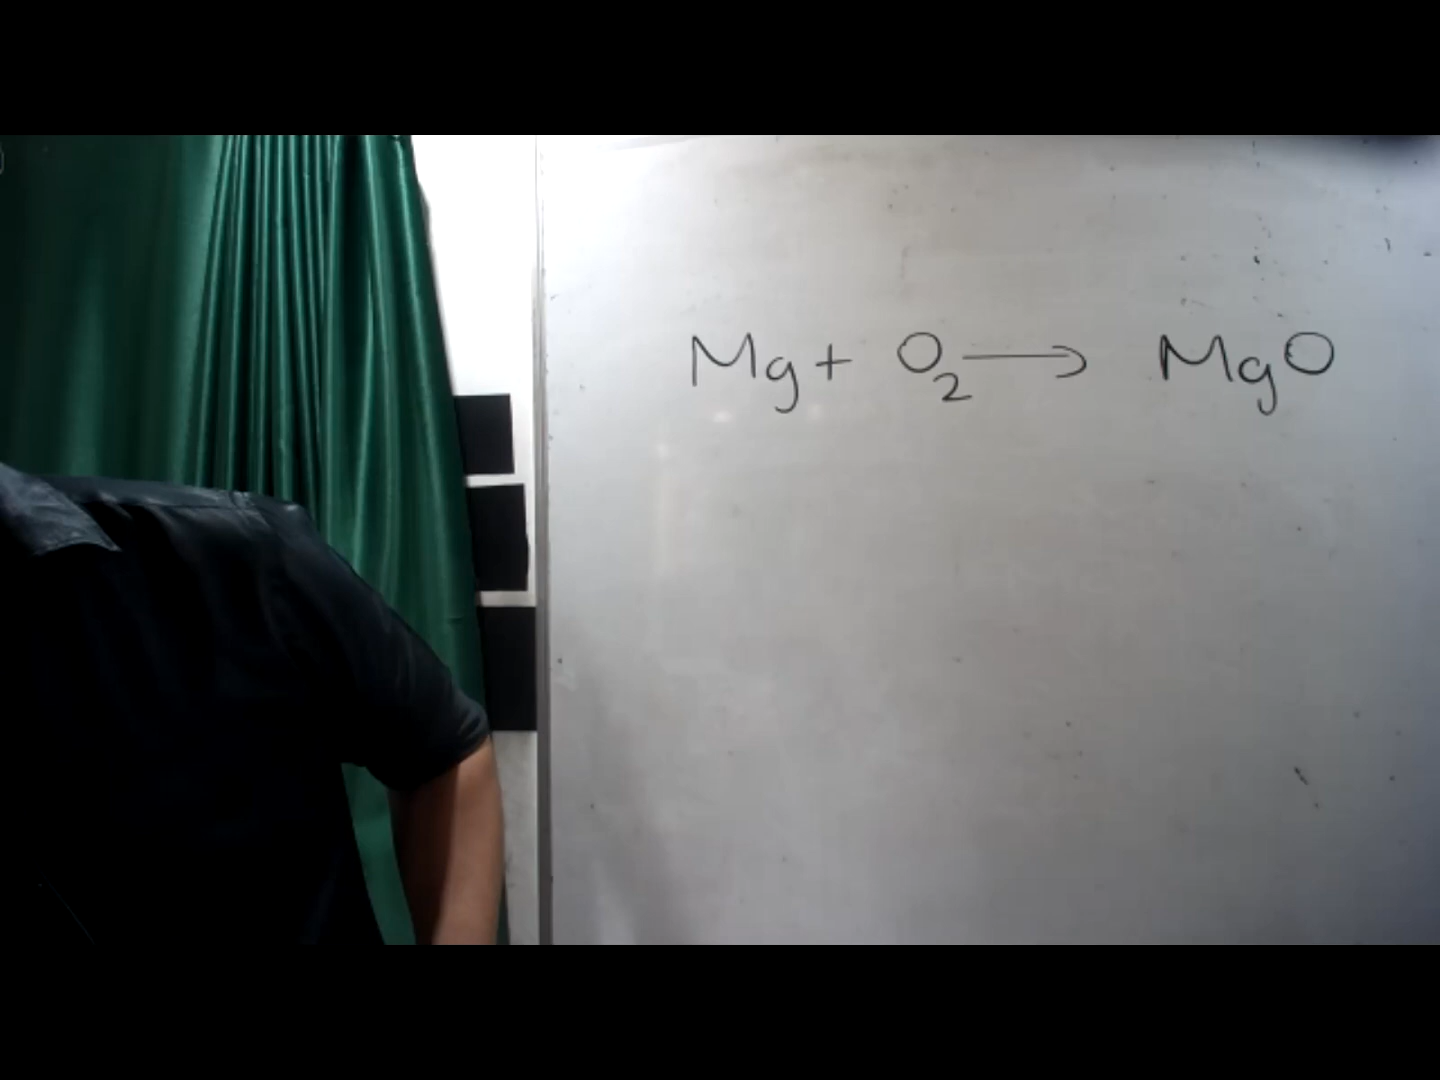 Mg + O₂ → MgO